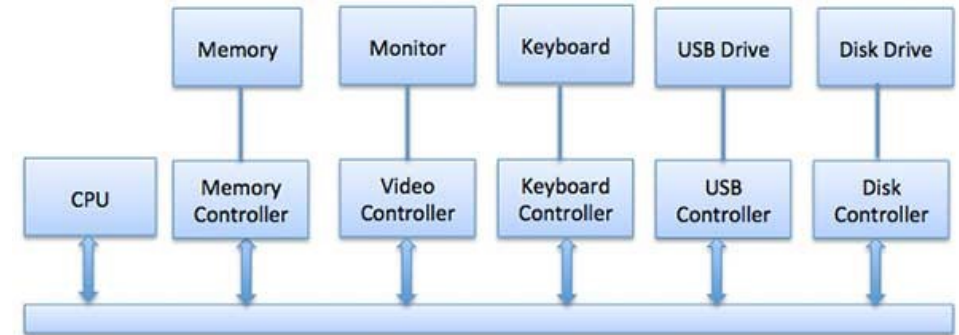 Memory
Monitor
Keyboard
USB Drive
Disk Drive
CPU
Memory
Controller
Video
Controller
Keyboard
Controller
USB
Controller
Disk
Controller